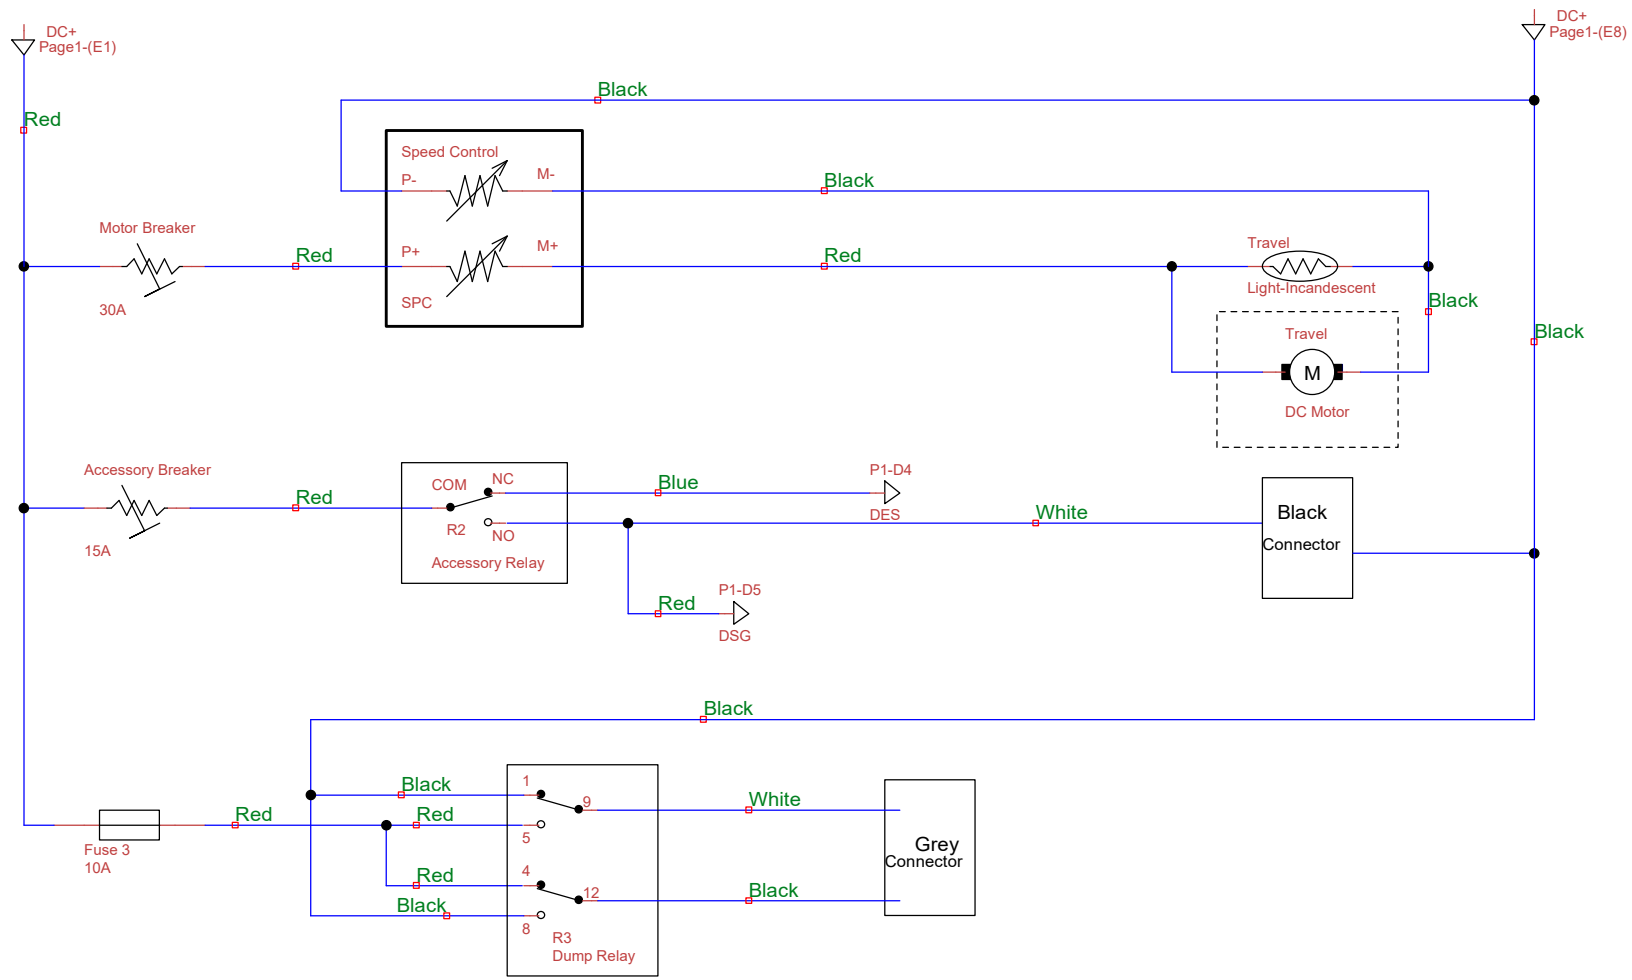 DC+
Page1-(E1)
DC+
Page1-(E8)
Black
Red
Speed Control
P-
M-
Black
Motor Breaker
Red
P+
M+
Red
Travel
30A
SPC
Light-Incandescent
Black
Travel
Black
M
DC Motor
Accessory Breaker
COM
NC
Blue
P1-D4
Red
R2
NO
DES
White
Black
Connector
15A
Accessory Relay
P1-D5
Red
DSG
Black
1
Black
9
White
Red
Red
5
Fuse 3
10A
Grey
Connector
4
Red
12
Black
Black
8
R3
Dump Relay